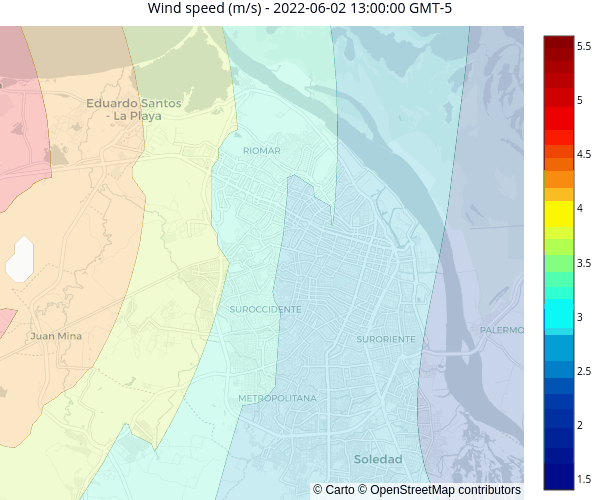 Wind speed (m/s) - 2022-06-02 13:00:00 GMT-5
5.5
5
4.5
4
3.5
3
2.5
2
1.5
Eduardo Santos
- La Playa
RIOMAR
SUROCCIDENTE
Juan Mina
SURORIENTE
PALERMO
METROPOLITANA
Soledad
© Carto © OpenStreetMap contributors